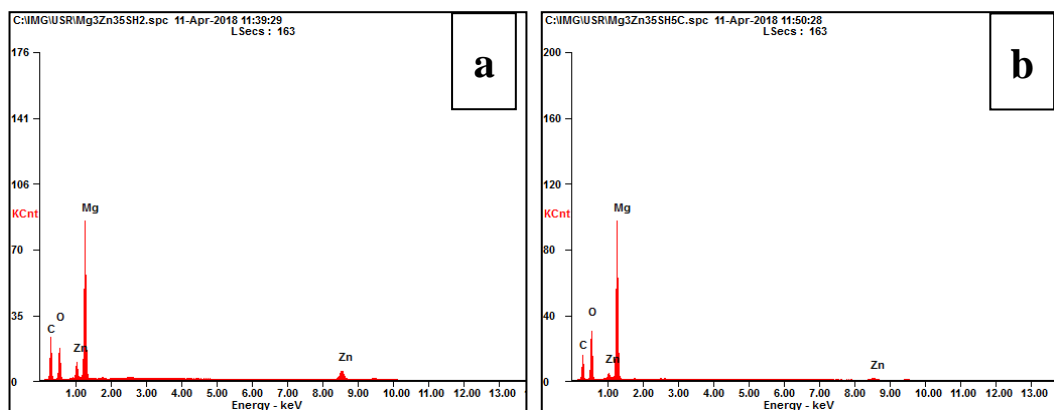 C:\IMG\USR\Mg3Zn35SH2.spc 11-Apr-2018 11:39:29
LSecs : 163
a
176
141
106
KCnt
70
35
0
Mg
C
O
Zn
Zn
1.00 2.00 3.00 4.00 5.00 6.00 7.00 8.00 9.00 10.00 11.00 12.00 13.00
Energy - keV
C:\IMG\USR\Mg3Zn35SH5C.spc 11-Apr-2018 11:50:28
LSecs : 163
b
200
160
120
KCnt
80
40
0
Mg
O
C
Zn
Zn
1.00 2.00 3.00 4.00 5.00 6.00 7.00 8.00 9.00 10.00 11.00 12.00 13.00
Energy - keV